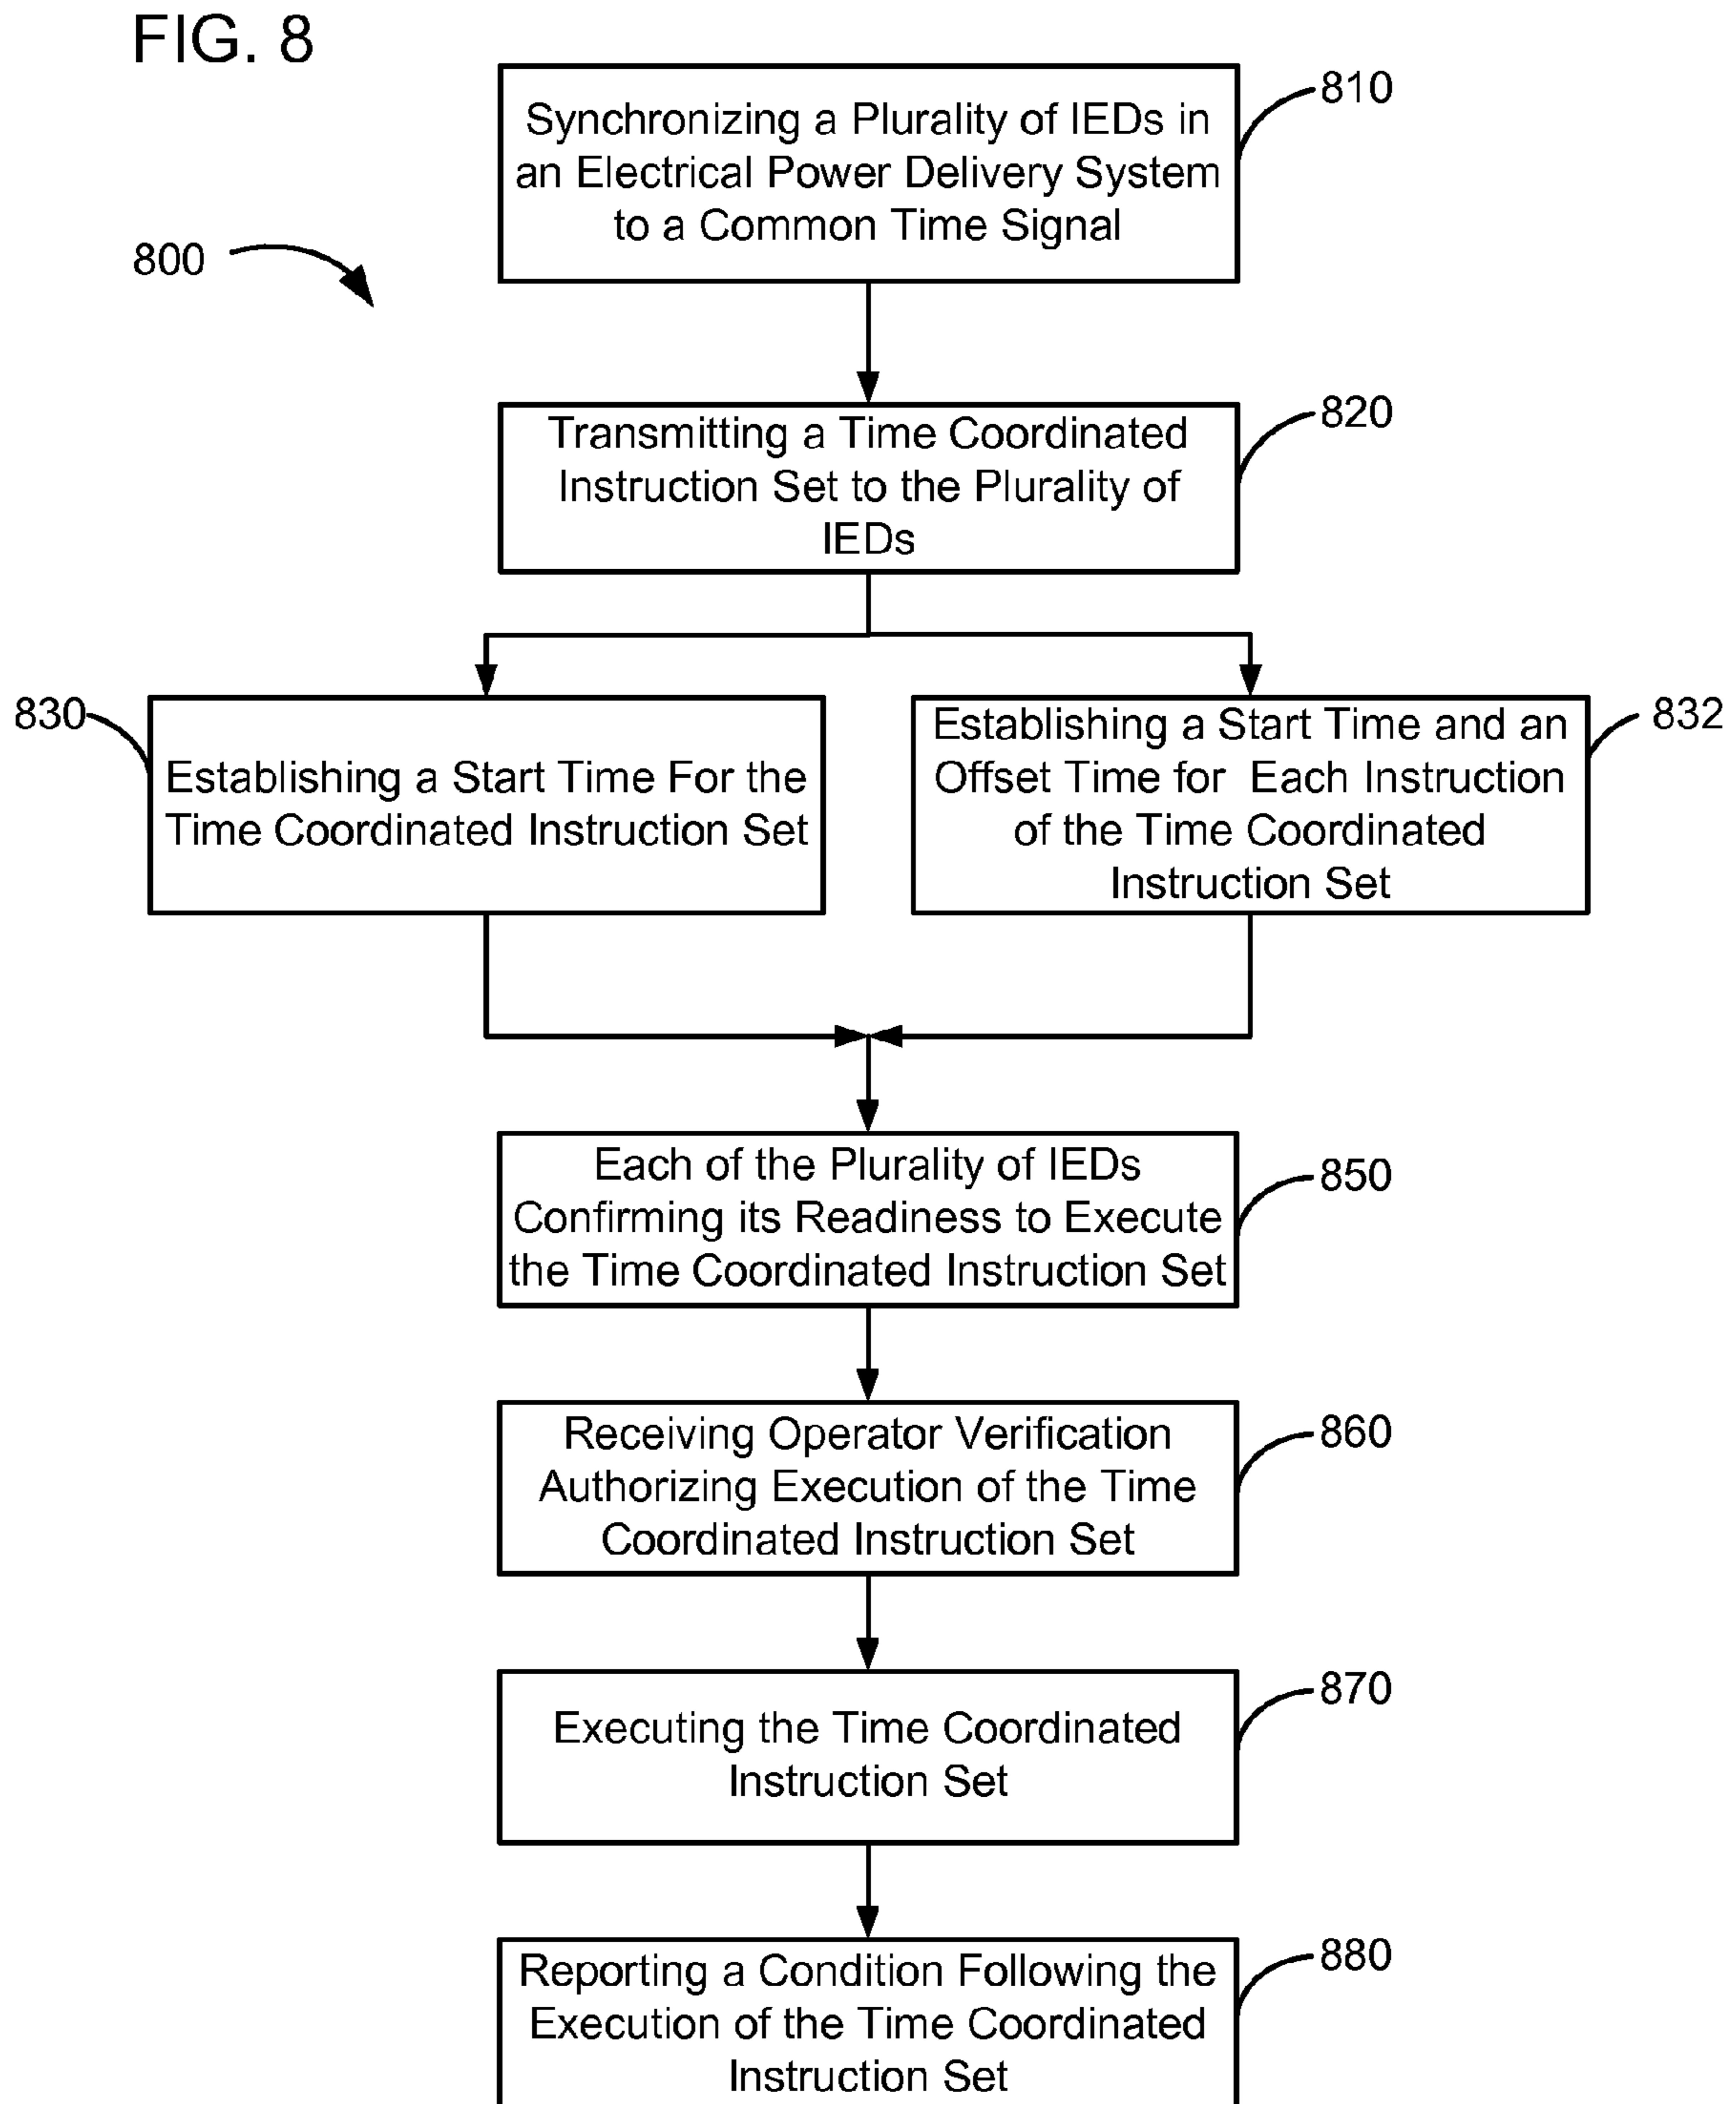 FIG. 8
810
Synchronizing a Plurality of IEDs in
an Electrical Power Delivery System
to a Common Time Signal
800
820
Transmitting a Time Coordinated
Instruction Set to the Plurality of
IEDs
830
Establishing a Start Time For the
Time Coordinated Instruction Set
832
Establishing a Start Time and an
Offset Time for Each Instruction
of the Time Coordinated
Instruction Set
850
Each of the Plurality of IEDs
Confirming its Readiness to Execute
the Time Coordinated Instruction Set
860
Receiving Operator Verification
Authorizing Execution of the Time
Coordinated Instruction Set
870
Executing the Time Coordinated
Instruction Set
880
Reporting a Condition Following the
Execution of the Time Coordinated
Instruction Set